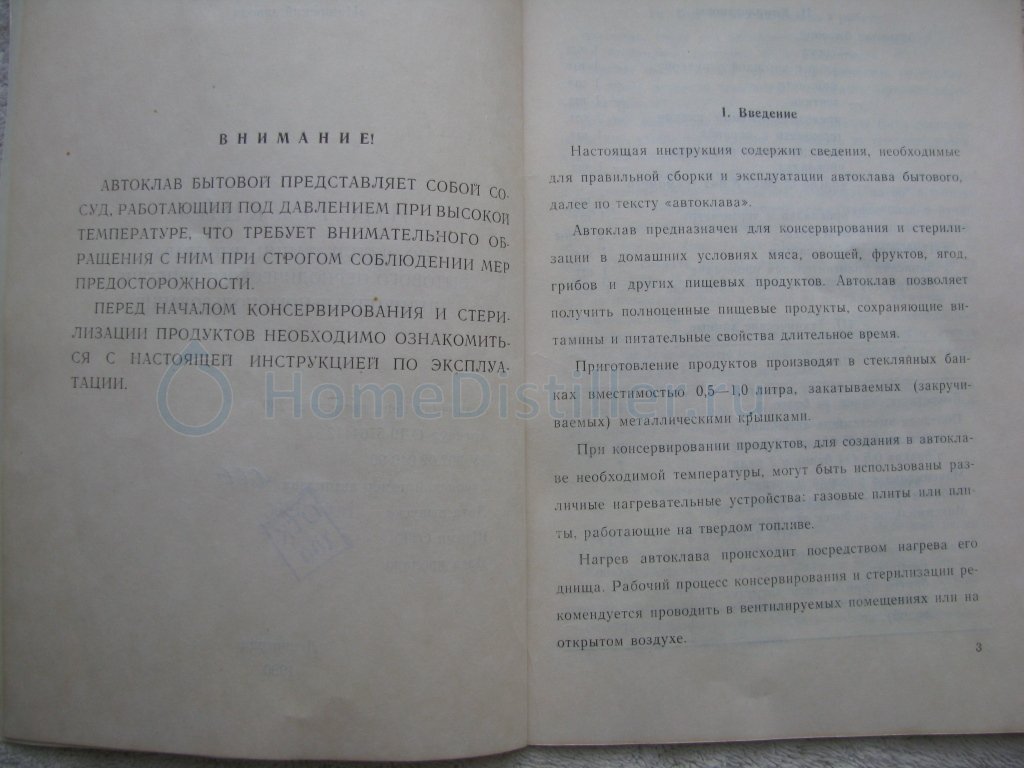 ВНИМАНИЕ!
АВТОКЛАВ БЫТОВОЙ ПРЕДСТАВЛЯЕТ СОБОЙ СО-
СУД, РАБОТАЮЩИЙ ПОД ДАВЛЕНИЕМ ПРИ ВЫСОКОЙ
ТЕМПЕРАТУРЕ, ЧТО ТРЕБУЕТ ВНИМАТЕЛЬНОГО ОБ-
РАЩЕНИЯ С НИМ ПРИ СТРОГОМ СОБЛЮДЕНИИ МЕР
ПРЕДОСТОРОЖНОСТИ.
ПЕРЕД НАЧАЛОМ КОНСЕРВИРОВАНИЯ И СТЕРИ-
ЛИЗАЦИИ ПРОДУКТОВ НЕОБХОДИМО ОЗНАКОМИТЬ-
СЯ С НАСТОЯЩЕЙ ИНСТРУКЦИЕЙ ПО ЭКСПЛУА-
ТАЦИИ.
1. Введение
Настоящая инструкция содержит сведения, необходимые
для правильной сборки и эксплуатации автоклава бытового,
далее по тексту «автоклава».
Автоклав предназначен для консервирования и стерили-
зации в домашних условиях мяса, овощей, фруктов, ягод,
грибов и других пищевых продуктов. Автоклав позволяет
получить полноценные пищевые продукты, сохраняющие ви-
тамины и питательные свойства длительное время.
Приготовление продуктов производят в стеклянных бан-
ках вместимостью 0,5—1,0 литра, закатываемых (закручи-
ваемых) металлическими крышками.
При консервировании продуктов, для создания в автокла-
ве необходимой температуры, могут быть использованы раз-
личные нагревательные устройства: газовые плиты или пли-
ты, работающие на твердом топливе.
Нагрев автоклава происходит посредством нагрева его
днища. Рабочий процесс консервирования и стерилизации ре-
комендуется проводить в вентилируемых помещениях или на
открытом воздухе.
3
HomeDistiller.ru